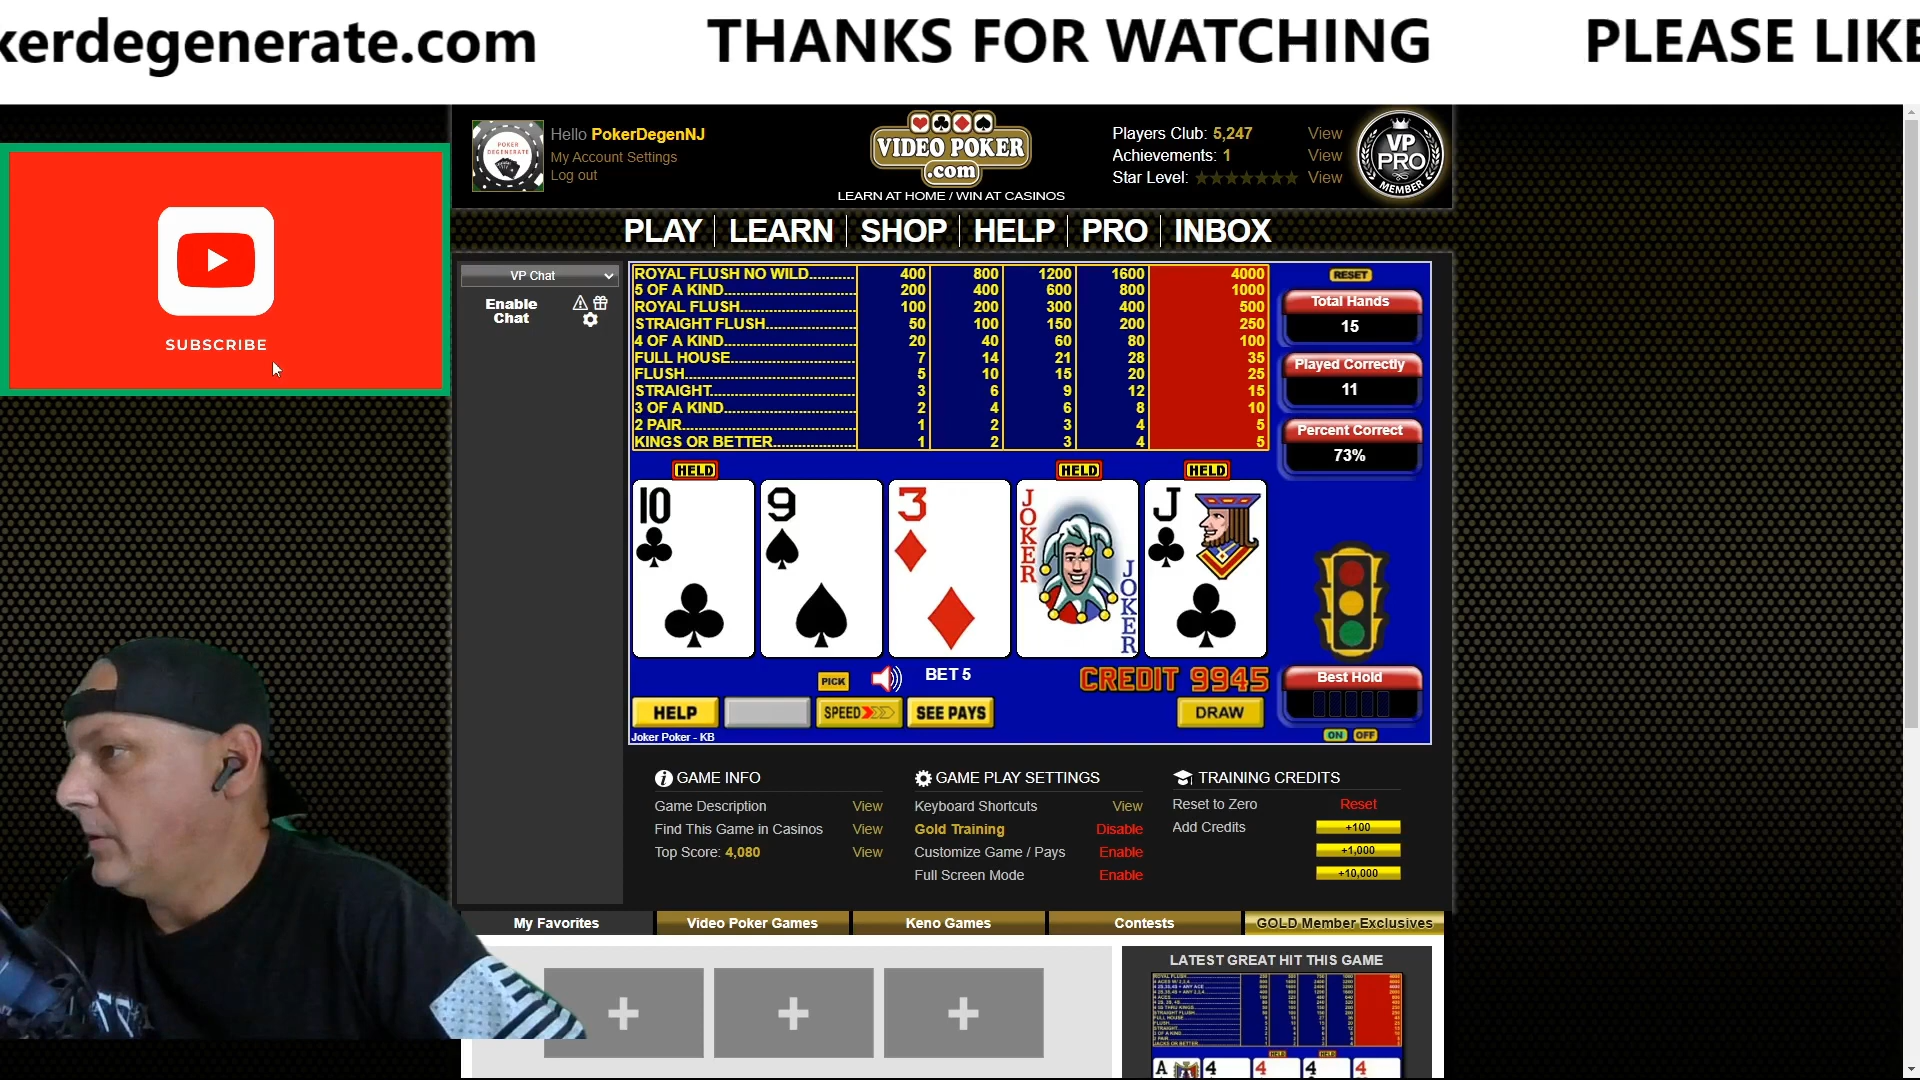 kerdegenerate.com THANKS FOR WATCHING PLEASE LIKE
SUBSCRIBE
POKER
DEGENERATE
Hello PokerDegenNJ
My Account Settings
Log out
VIDEO POKER
.com
LEARN AT HOME / WIN AT CASINOS
Players Club: 5,247 View
Achievements: 1 View
Star Level: View
VP
PRO
MEMBER
PLAY LEARN SHOP HELP PRO INBOX
VP Chat
Enable
Chat
ROYAL FLUSH NO WILD........... 400 800 1200 1600 4000
5 OF A KIND 200 400 600 800 1000
ROYAL FLUSH 100 200 300 400 500
STRAIGHT FLUSH 50 100 150 200 250
4 OF A KIND 20 40 60 80 100
FULL HOUSE 7 14 21 28 35
FLUSH 5 10 15 20 25
STRAIGHT 3 6 9 12 15
3 OF A KIND 2 4 6 8 10
2 PAIR 1 2 3 4 5
KINGS OR BETTER 1 2 3 4 5
RESET
Total Hands
15
Played Correctly
11
Percent Correct
73%
HELD HELD HELD
10 9 3 JOKER JOKER J
PICK BET 5 CREDIT 9945
HELP SPEED SEE PAYS DRAW
Joker Poker - KB
Best Hold
ON OFF
GAME INFO
Game Description View
Find This Game in Casinos View
Top Score: 4,080 View
GAME PLAY SETTINGS
Keyboard Shortcuts View
Gold Training Disable
Customize Game / Pays Enable
Full Screen Mode Enable
TRAINING CREDITS
Reset to Zero Reset
Add Credits +100
+1,000
+10,000
My Favorites Video Poker Games Keno Games Contests GOLD Member Exclusives
LATEST GREAT HIT THIS GAME
A 4 4 4 4